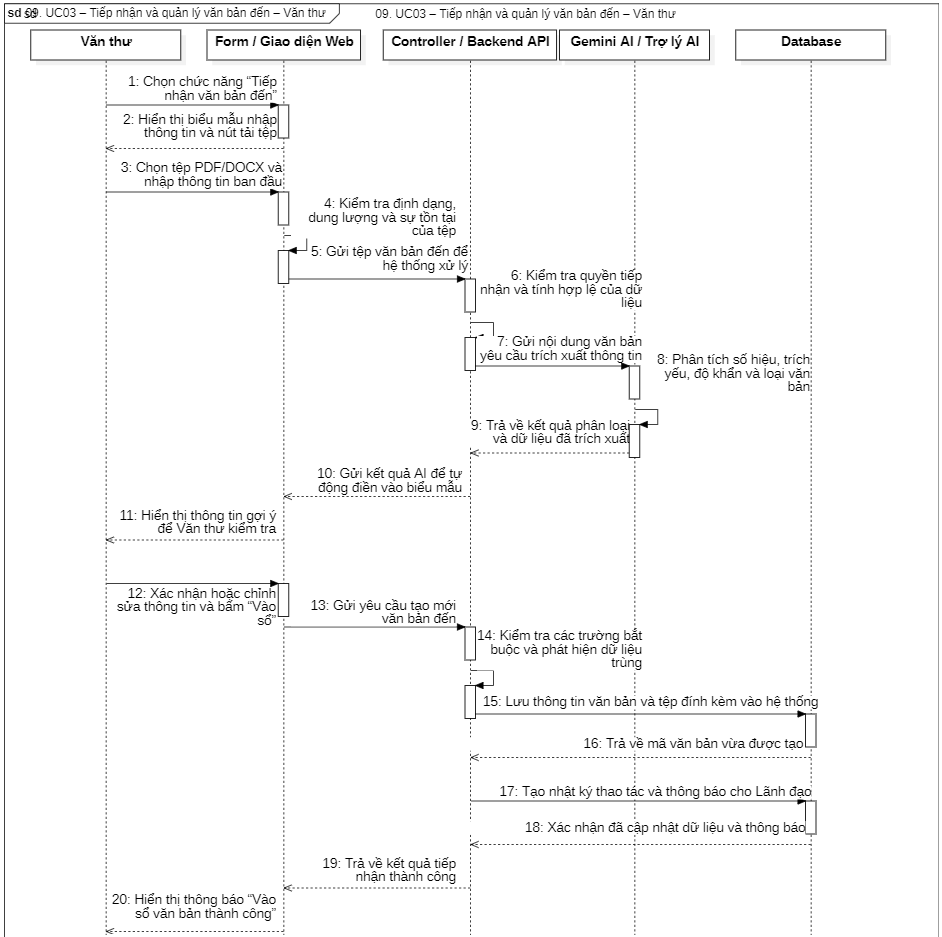 sd 09. UC03 – Tiếp nhận và quản lý văn bản đến – Văn thư
09. UC03 – Tiếp nhận và quản lý văn bản đến – Văn thư
Văn thư
Form / Giao diện Web
Controller / Backend API
Gemini AI / Trợ lý AI
Database
1: Chọn chức năng “Tiếp
nhận văn bản đến”
2: Hiển thị biểu mẫu nhập
thông tin và nút tải tệp
3: Chọn tệp PDF/DOCX và
nhập thông tin ban đầu
4: Kiểm tra định dạng,
dung lượng và sự tồn tại
của tệp
5: Gửi tệp văn bản đến để
hệ thống xử lý
6: Kiểm tra quyền tiếp
nhận và tính hợp lệ của dữ
liệu
7: Gửi nội dung văn bản
yêu cầu trích xuất thông tin
8: Phân tích số hiệu, trích
yếu, độ khẩn và loại văn
bản
9: Trả về kết quả phân loại
và dữ liệu đã trích xuất
10: Gửi kết quả AI để tự
động điền vào biểu mẫu
11: Hiển thị thông tin gợi ý
để Văn thư kiểm tra
12: Xác nhận hoặc chỉnh
sửa thông tin và bấm “Vào
sổ”
13: Gửi yêu cầu tạo mới
văn bản đến
14: Kiểm tra các trường bắt
buộc và phát hiện dữ liệu
trùng
15: Lưu thông tin văn bản và tệp đính kèm vào hệ thống
16: Trả về mã văn bản vừa được tạo
17: Tạo nhật ký thao tác và thông báo cho Lãnh đạo
18: Xác nhận đã cập nhật dữ liệu và thông báo
19: Trả về kết quả tiếp
nhận thành công
20: Hiển thị thông báo “Vào
sổ văn bản thành công”